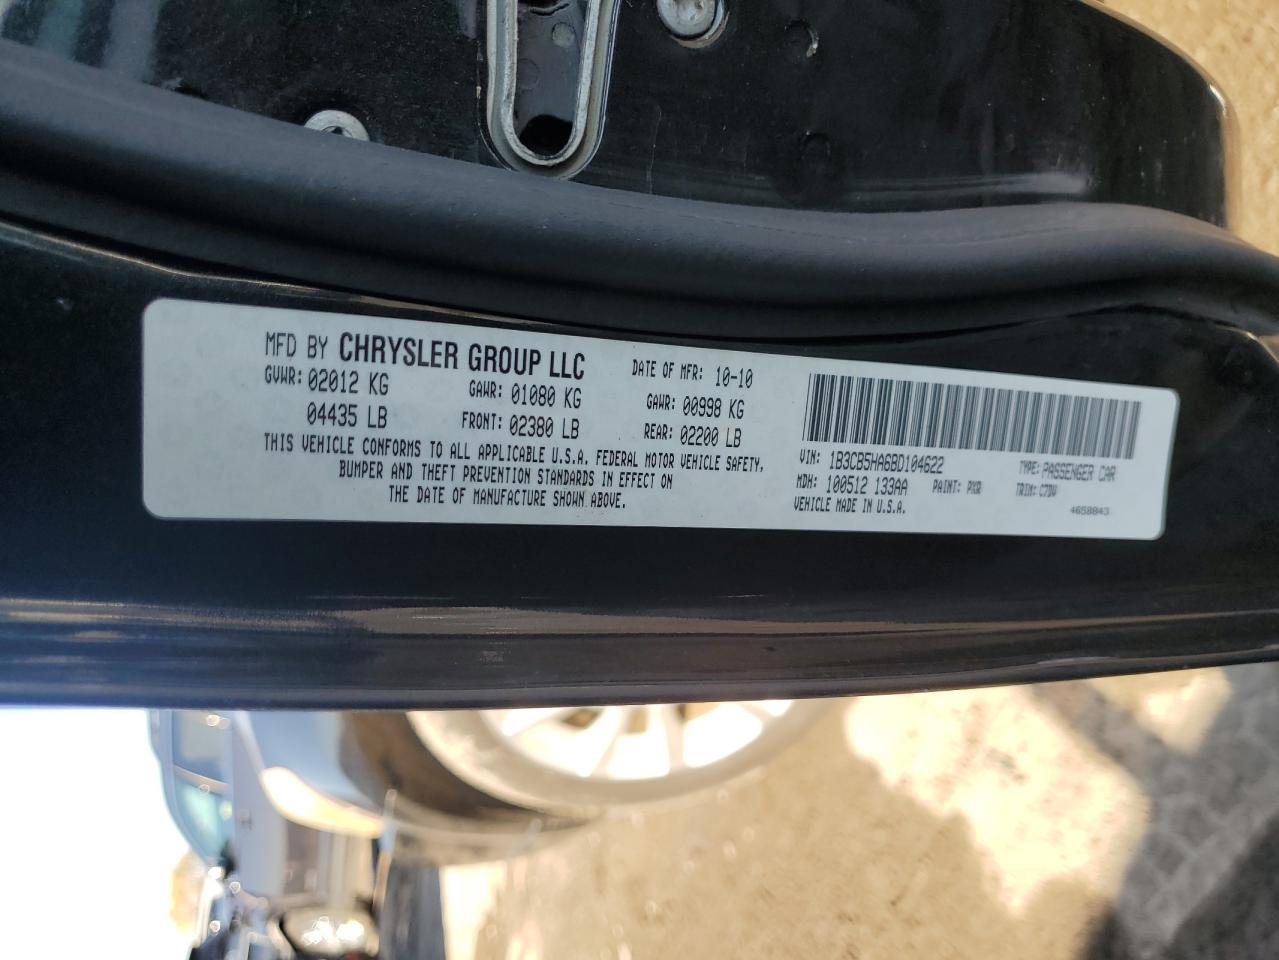 MFD BY CHRYSLER GROUP LLC DATE OF MFR: 10-10
GVWR: 02012 KG GAWR: 01080 KG GAWR: 00998 KG
04435 LB FRONT: 02380 LB REAR: 02200 LB
THIS VEHICLE CONFORMS TO ALL APPLICABLE U.S.A. FEDERAL MOTOR VEHICLE SAFETY,
BUMPER AND THEFT PREVENTION STANDARDS IN EFFECT ON
THE DATE OF MANUFACTURE SHOWN ABOVE.
VIN: 1B3CB5HA6BD104622 TYPE: PASSENGER CAR
MDH: 100512 133AA PAINT: PXR TRIM: C7DV
VEHICLE MADE IN U.S.A. 4658843